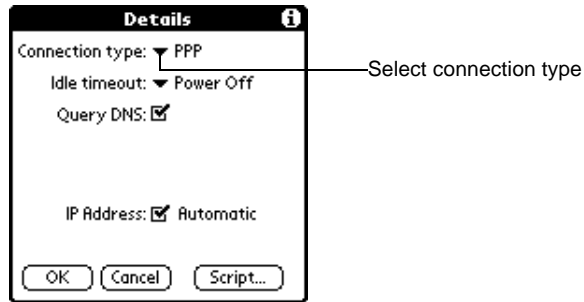 Details
Connection type: PPP
Select connection type
Idle timeout: Power Off
Query DNS:
IP Address: Automatic
OK Cancel Script...